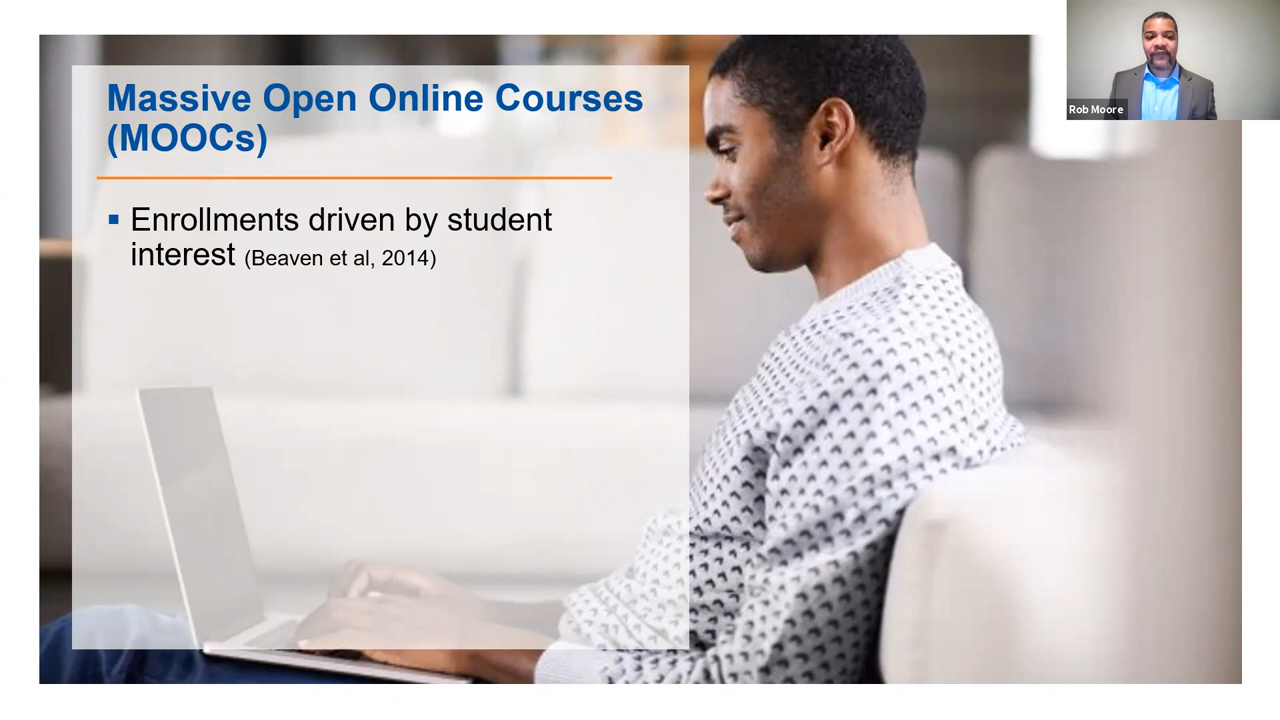 Massive Open Online Courses
(MOOCs)
▪ Enrollments driven by student
interest (Beaven et al, 2014)
Rob Moore